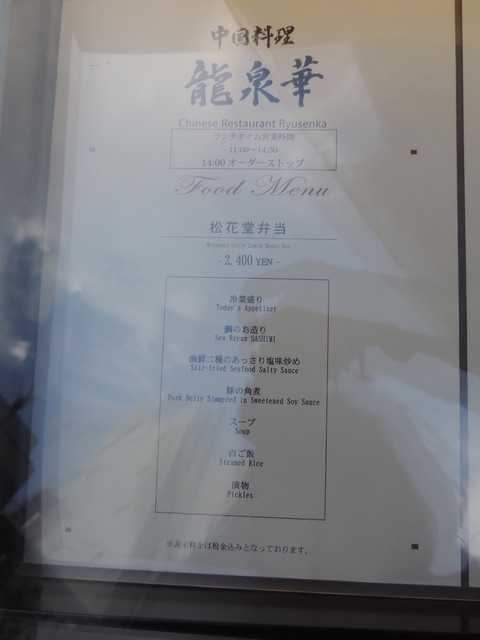 中国料理
龍泉華
Chinese Restaurant Ryusenka
ランチタイム営業時間
11:00～14:30
14:00 オーダーストップ
Food Menu
松花堂弁当
Style Lunch Bento Box
- 2,400 YEN -
冷菜盛り
Today's Appetizer
鯛のお造り
Sea Bream SASHIMI
海鮮二種のあっさり塩味炒め
Stir-fried Seafood Salty Sauce
豚の角煮
Pork Belly Simmered in Sweetened Soy Sauce
スープ
Soup
白ご飯
Steamed Rice
漬物
Pickles
※表示料金は税金込みとなっております。